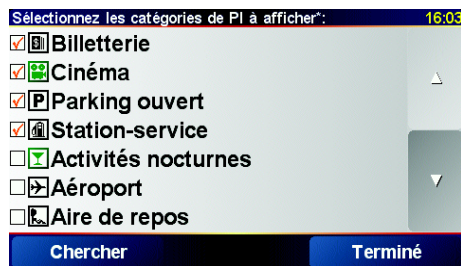 Sélectionnez les catégories de PI à afficher*:
16:03
Billetterie
Cinéma
P Parking ouvert
Station-service
Activités nocturnes
Aéroport
Aire de repos
Chercher
Terminé